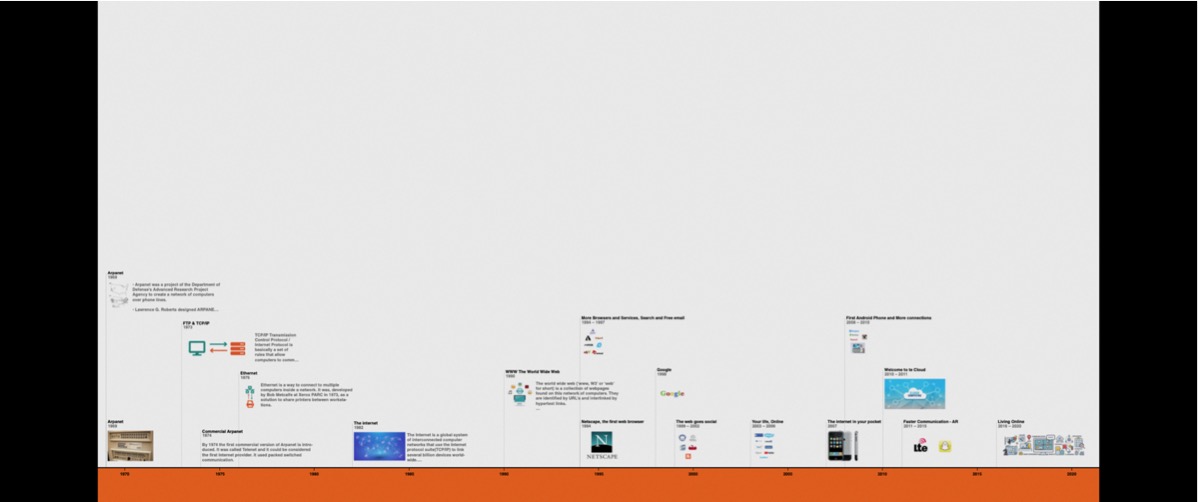 Arpanet
1969
- Arpanet was a project of the Department of
Defense's Advanced Research Project
Agency to create a network of computers
over phone lines.
- Lawrence G. Roberts designed ARPANE...
FTP & TCP/IP
1973
TCP/IP Transmission
Control Protocol /
Internet Protocol is
basically a set of
rules that allow
computers to comm...
More Browsers and Services, Search and Free email
1994 – 1997
First Android Phone and More connections
2008 – 2010
Ethernet
Ethernet is a way to connect to multiple
computers inside a network. It was, developed
by Bob Metcalfe at Xerox PARC in 1973, as a
solution to share printers between worksta-
tions.
WWW The World Wide Web
1990
The world wide web ('www, W3' or 'web'
for short) is a collection of webpages
found on this network of computers. They
are identified by URL's and interlinked by
hypertext links.
...
Google
1998
Google
Welcome to te Cloud
2010 – 2011
Arpanet
1969
Commercial Arpanet
1974
By 1974 the first commercial version of Arpanet is intro-
duced. It was called Telenet and it could be considered
the first internet provider. It used packed switched
communication.
The internet
The Internet is a global system
of interconnected computer
networks that use the Internet
protocol suite(TCP/IP) to link
several billion devices world-
wide....
Netscape, the first web browser
1994
N
NETSCAPE
The web goes social
1999 – 2003
Your life, Online
2003 – 2006
The internet in your pocket
2007
Faster Communication - AR
2011 – 2016
lte
Living Online
2016 – 2020
1970 1975 1980 1985 1990 1995 2000 2005 2010 2015 2020